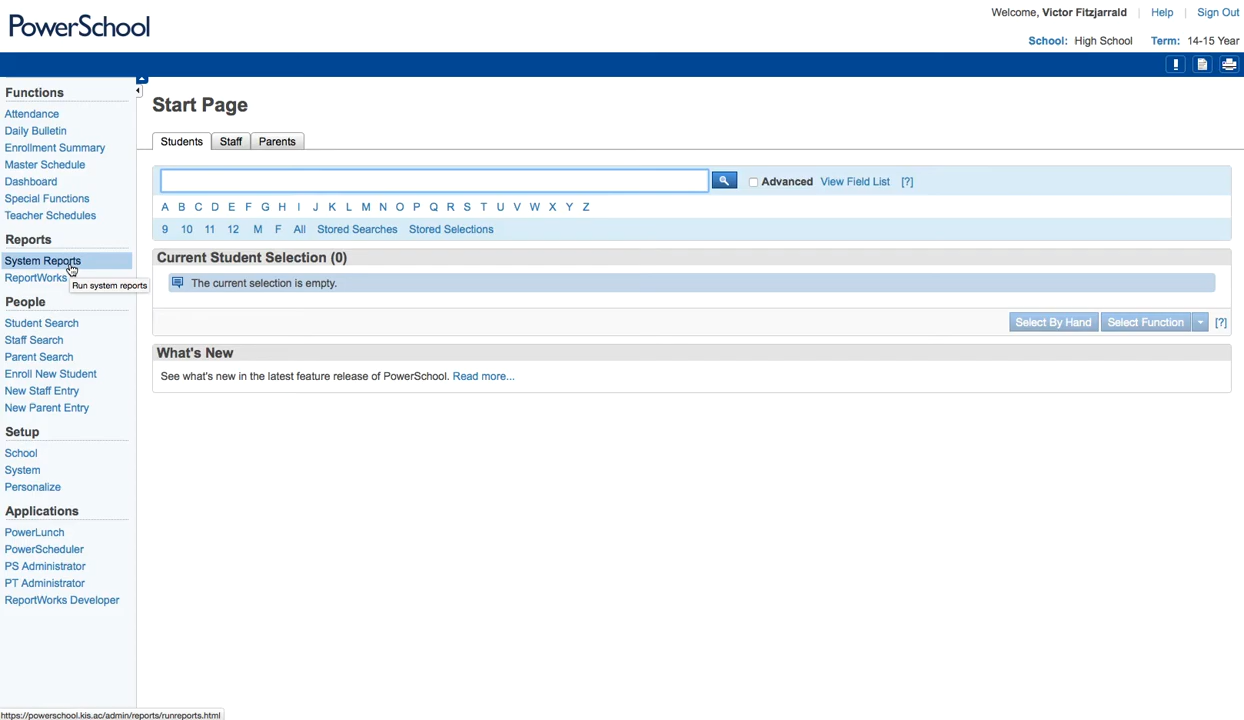 PowerSchool
Welcome, Victor Fitzjarrald Help Sign Out
School: High School Term: 14-15 Year
Functions
Attendance
Daily Bulletin
Enrollment Summary
Master Schedule
Dashboard
Special Functions
Teacher Schedules
Reports
System Reports
ReportWorks
Run system reports
People
Student Search
Staff Search
Parent Search
Enroll New Student
New Staff Entry
New Parent Entry
Setup
School
System
Personalize
Applications
PowerLunch
PowerScheduler
PS Administrator
PT Administrator
ReportWorks Developer
Start Page
Students Staff Parents
Advanced View Field List [?]
A B C D E F G H I J K L M N O P Q R S T U V W X Y Z
9 10 11 12 M F All Stored Searches Stored Selections
Current Student Selection (0)
The current selection is empty.
Select By Hand Select Function [?]
What's New
See what's new in the latest feature release of PowerSchool. Read more...
https://powerschool.kis.ac/admin/reports/runreports.html